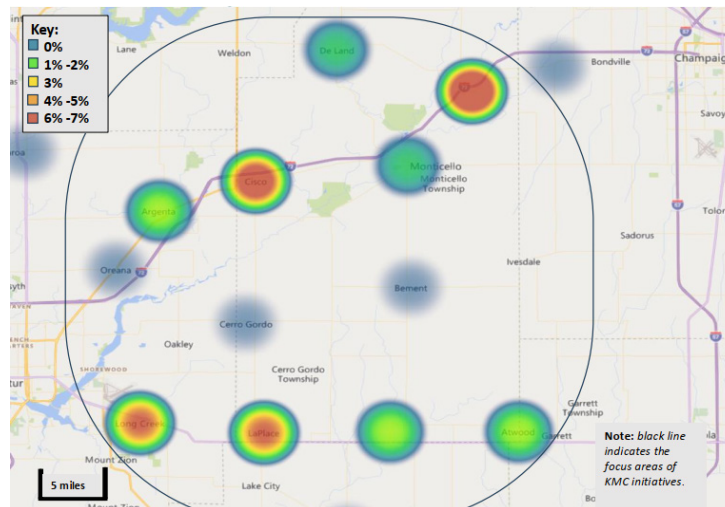 Key:
0%
1% -2%
3%
4% -5%
6% -7%
Lane
Weldon
De Land
Bondville
Champaig
Savoy
Monticello
Monticello
Township
Cisco
Argenta
Tolon
Sadorus
Ivesdale
Oreana
Bement
Cerro Gordo
Oakley
Cerro Gordo
Township
Long Creek
LaPlace
Atwood
Garrett
Garrett
Township
Mount Zion
Lake City
Mount Zion
5 miles
Note: black line
indicates the
focus areas of
KMC initiatives.